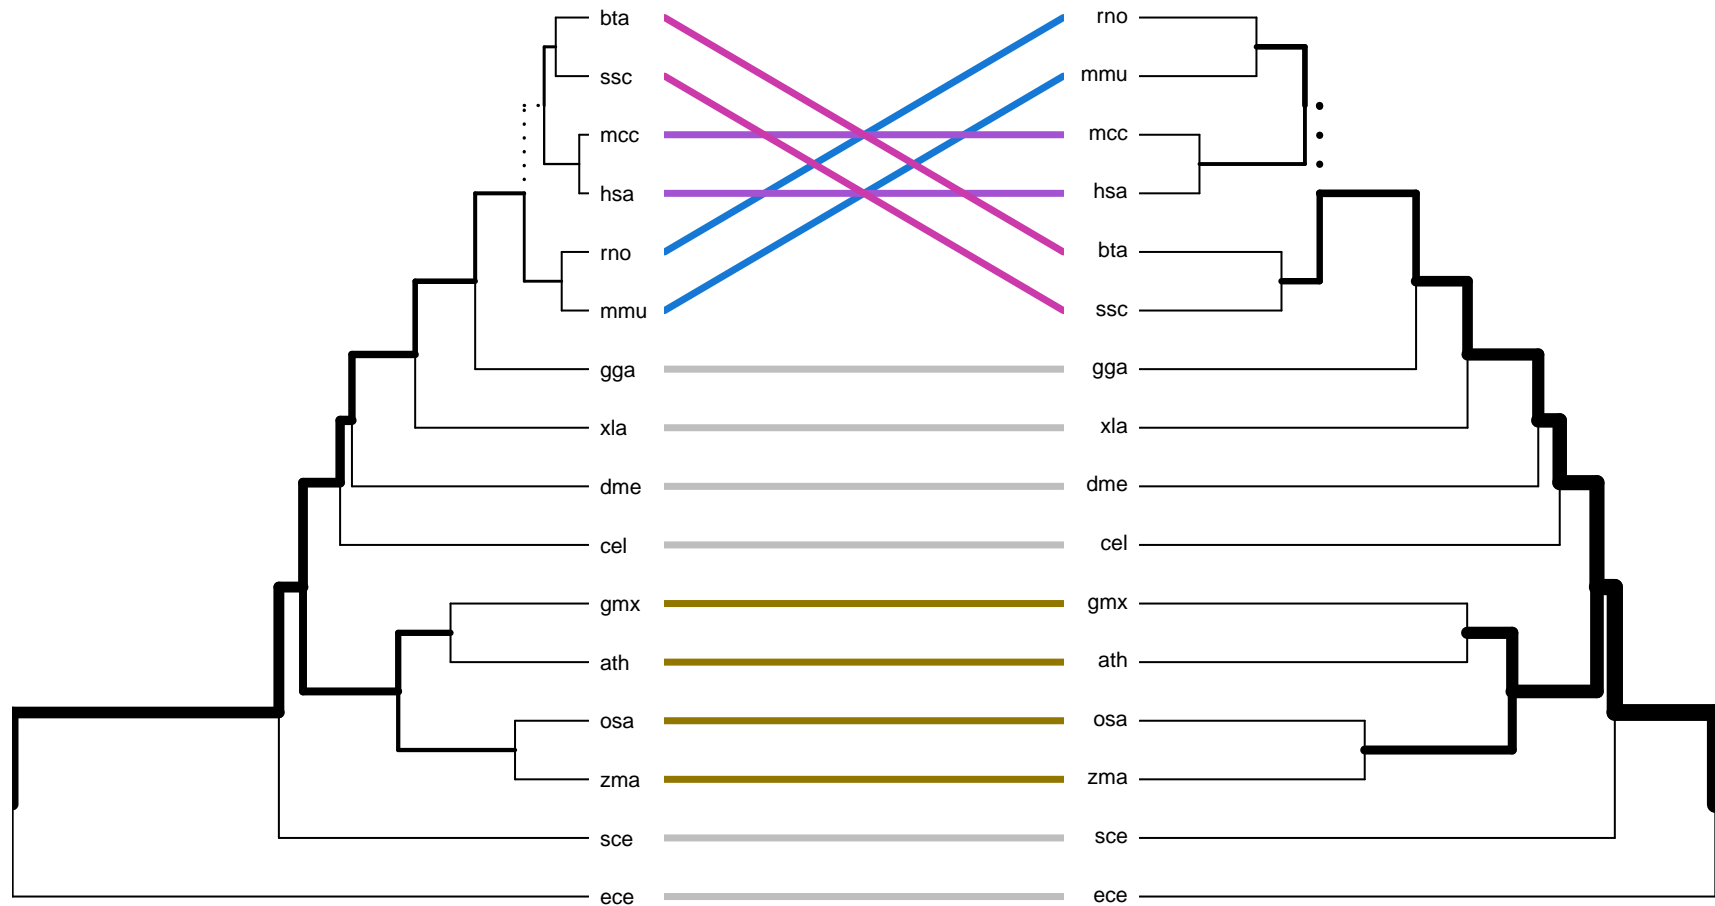 bta rno
ssc mmu
mcc mcc
hsa hsa
rno bta
mmu ssc
gga gga
xla xla
dme dme
cel cel
gmx gmx
ath ath
osa osa
zma zma
sce sce
ece ece